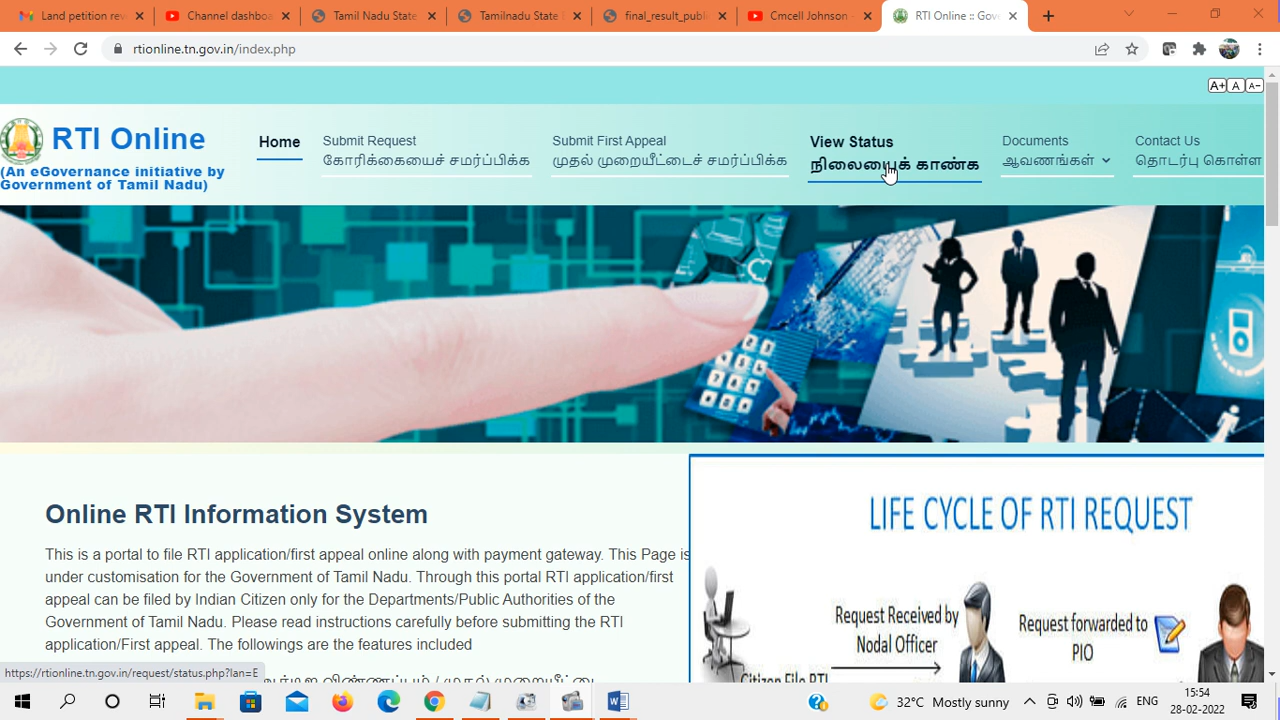 Land petition rev
Channel dashboa
Tamil Nadu State
Tamilnadu State
final_result_publi
Cmcell Johnson -
RTI Online :: Gov
rtionline.tn.gov.in/index.php
A+ A A-
RTI Online
(An eGovernance initiative by
Government of Tamil Nadu)
Home
Submit Request
கோரிக்கையைச் சமர்ப்பிக்க
Submit First Appeal
முதல் முறையீட்டைச் சமர்ப்பிக்க
View Status
நிலையைக் காண்க
Documents
ஆவணங்கள்
Contact Us
தொடர்பு கொள்ள
Online RTI Information System
This is a portal to file RTI application/first appeal online along with payment gateway. This Page is
under customisation for the Government of Tamil Nadu. Through this portal RTI application/first
appeal can be filed by Indian Citizen only for the Departments/Public Authorities of the
Government of Tamil Nadu. Please read instructions carefully before submitting the RTI
application/First appeal. The followings are the features included
LIFE CYCLE OF RTI REQUEST
Request Received by
Nodal Officer
Request forwarded to
PIO
Citizen File RTI
https://rtionline.tn.gov.in/request/status.php?lan=E
32°C Mostly sunny
ENG
15:54
28-02-2022